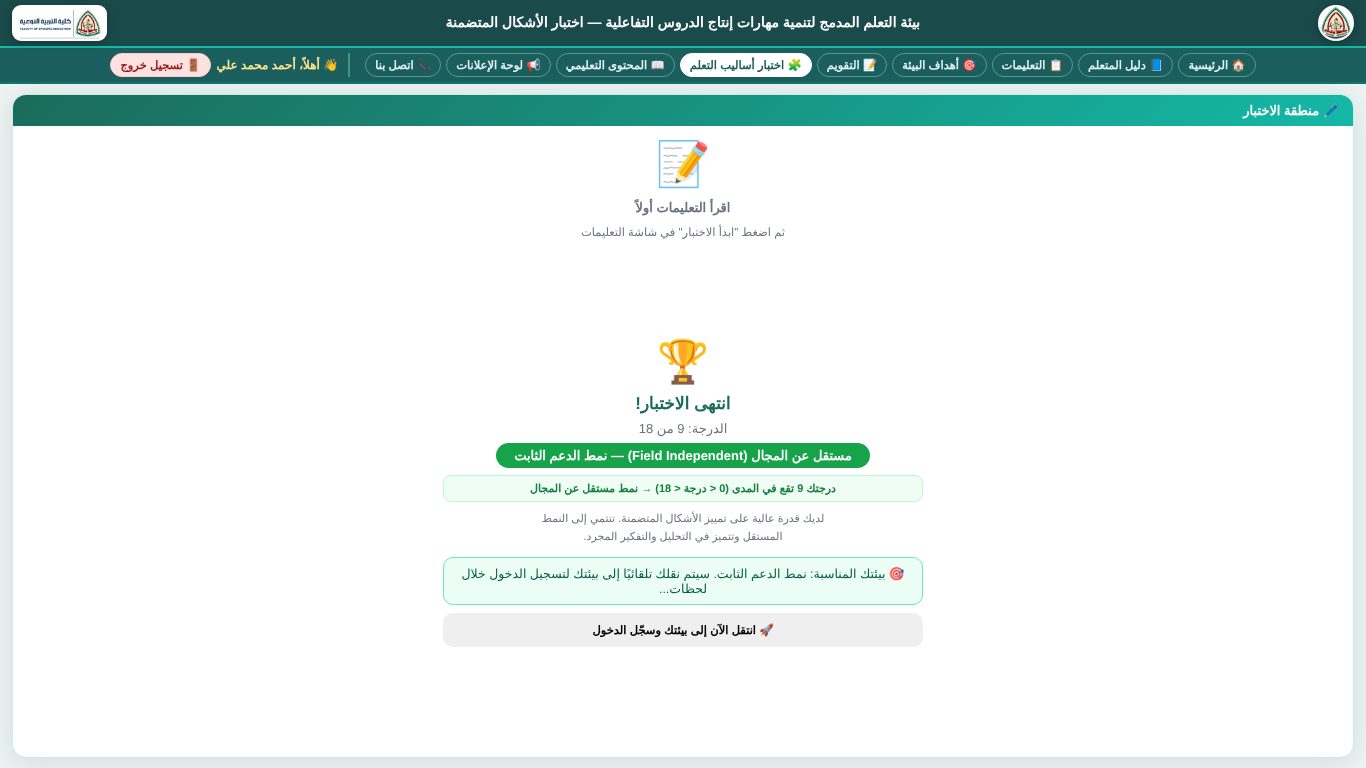 بيئة التعلم المدمج لتنمية مهارات إنتاج الدروس التفاعلية — اختبار الأشكال المتضمنة
كلية التربية النوعية
FACULTY OF SPECIFIC EDUCATION
الرئيسية
دليل المتعلم
التعليمات
أهداف البيئة
التقويم
اختبار أساليب التعلم
المحتوى التعليمي
لوحة الإعلانات
اتصل بنا
أهلاً، أحمد محمد علي
تسجيل خروج
منطقة الاختبار
اقرأ التعليمات أولاً
ثم اضغط "ابدأ الاختبار" في شاشة التعليمات
انتهى الاختبار!
الدرجة: 9 من 18
مستقل عن المجال (Field Independent) — نمط الدعم الثابت
درجتك 9 تقع في المدى (0 < درجة < 18) → نمط مستقل عن المجال
لديك قدرة عالية على تمييز الأشكال المتضمنة. تنتمي إلى النمط
المستقل وتتميز في التحليل والتفكير المجرد.
بيئتك المناسبة: نمط الدعم الثابت. سيتم نقلك تلقائيًا إلى بيئتك لتسجيل الدخول خلال
لحظات...
انتقل الآن إلى بيئتك وسجّل الدخول